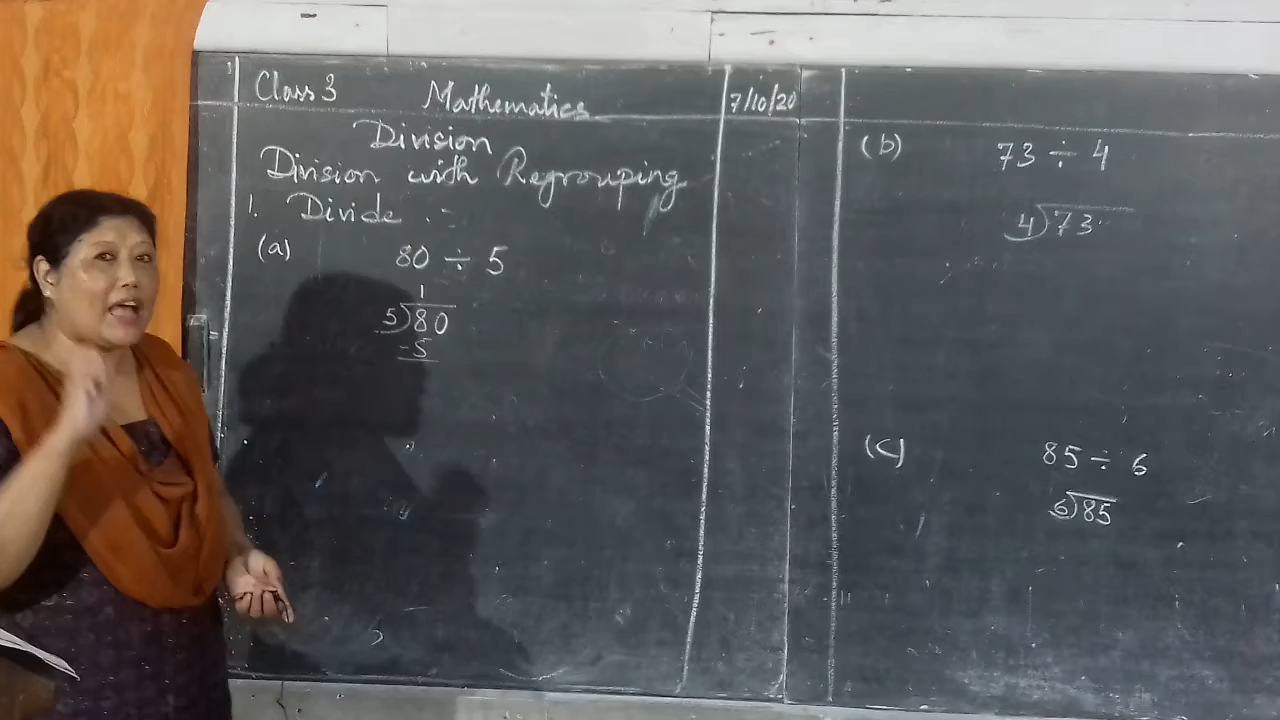 Class 3 Mathematics 7/10/20
Division
Division with Regrouping
1. Divide :-
(a) 80 ÷ 5
1
5)80
-5
(b) 73 ÷ 4
4)73
(c) 85 ÷ 6
6)85